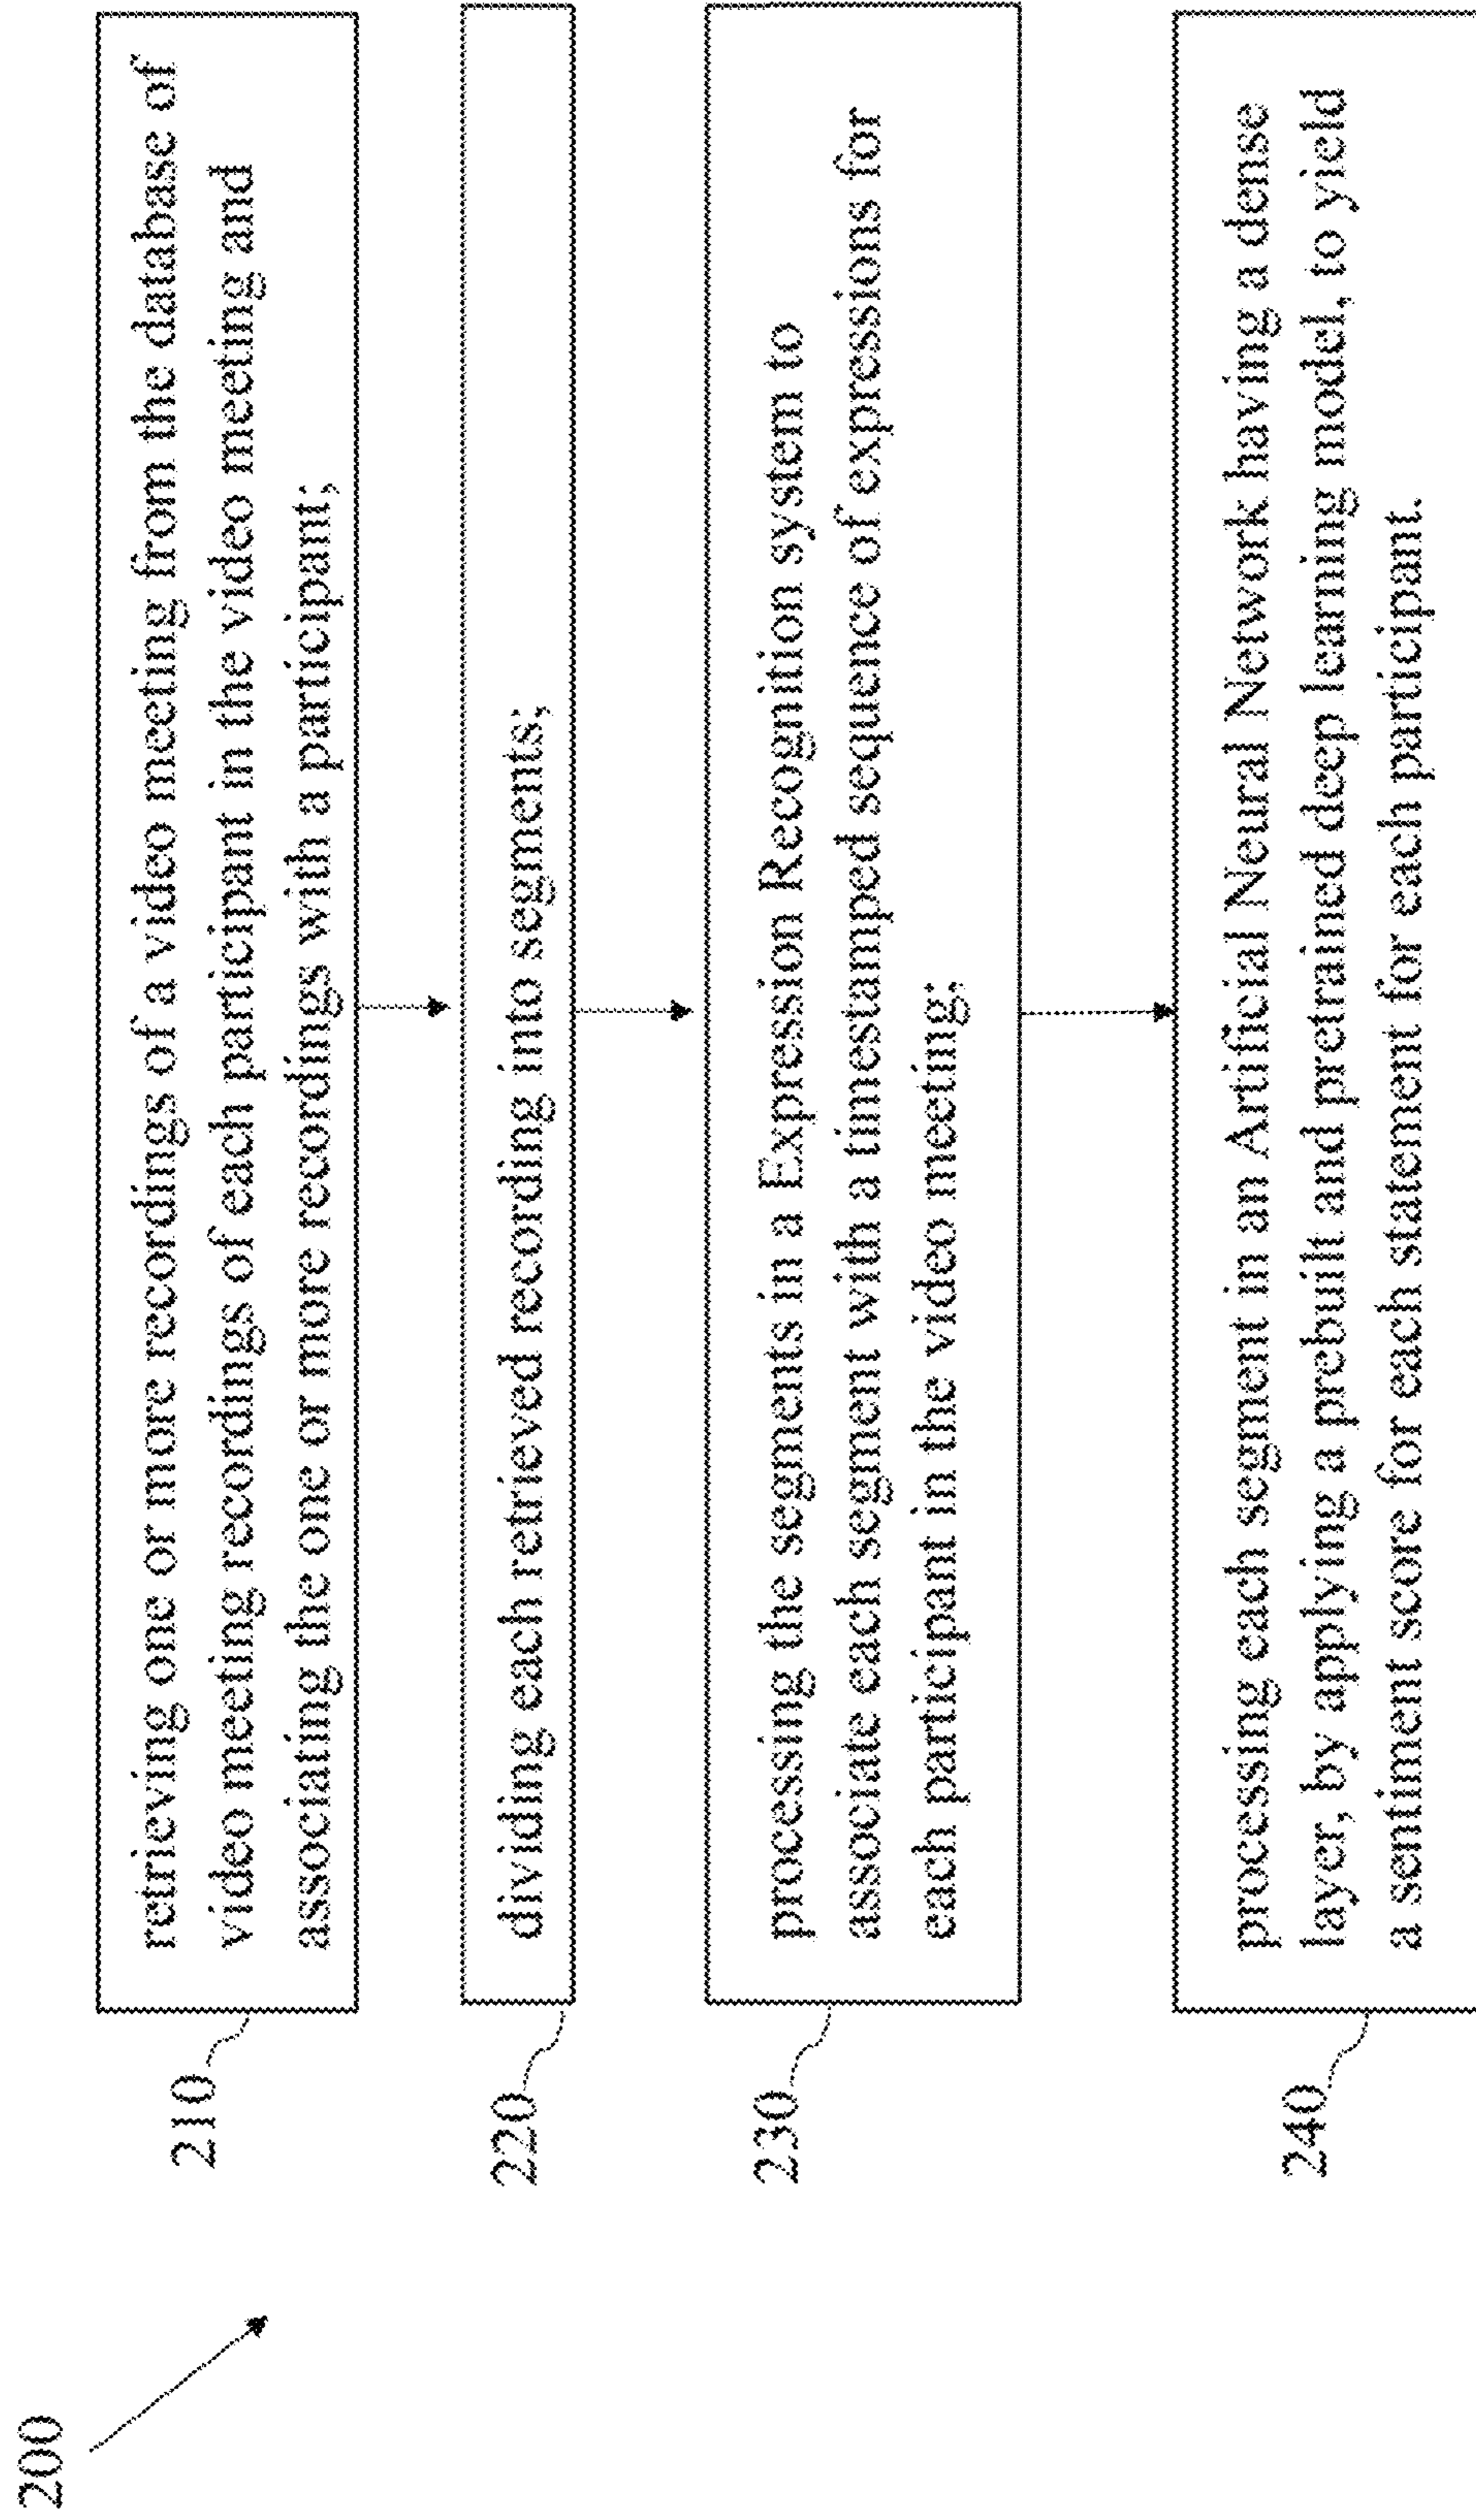 200
210
retrieving one or more recordings of a video meeting from the database of
video meeting recordings of each participant in the video meeting and
associating the one or more recordings with a participant;
220
dividing each retrieved recording into segments;
230
processing the segments in a Expression Recognition system to
associate each segment with a timestamped sequence of expressions for
each participant in the video meeting;
240
processing each segment in an Artificial Neural Network having a dense
layer, by applying a prebuilt and pretrained deep learning model, to yield
a sentiment score for each statement for each participant.